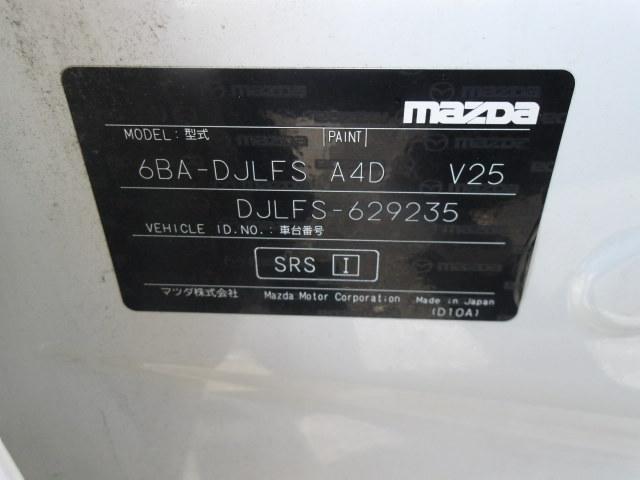 mazda
MODEL: 型式 PAINT
6BA-DJLFS A4D V25
DJLFS-629235
VEHICLE ID.NO.: 車台番号
SRS I
マツダ株式会社 Mazda Motor Corporation Made in Japan
(D10A)